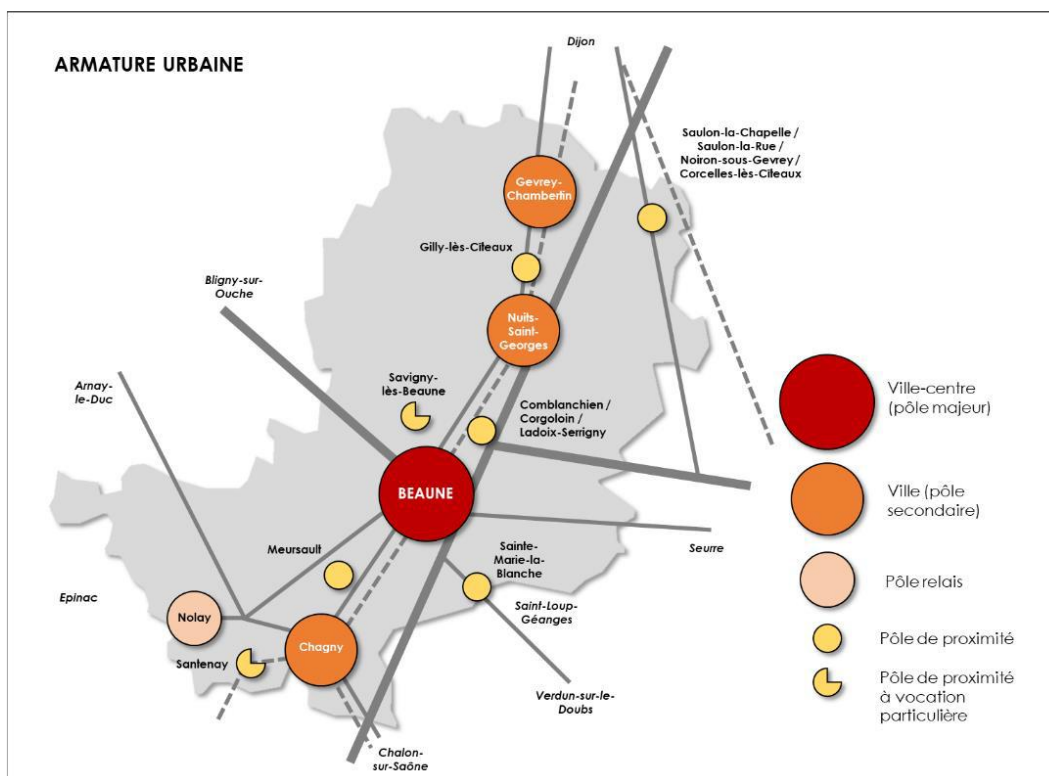 Dijon
ARMATURE URBAINE
Saulon-la-Chapelle /
Saulon-la-Rue /
Noiron-sous-Gevrey /
Corcelles-lès-Cîteaux
Gevrey-
Chambertin
Gilly-lès-Cîteaux
Bligny-sur-
Ouche
Nuits-
Saint-
Georges
Arnay-
le-Duc
Savigny-
lès-Beaune
Comblanchien /
Corgoloin /
Ladoix-Serrigny
BEAUNE
Meursault
Sainte-
Marie-la-
Blanche
Seurre
Epinac
Nolay
Saint-Loup-
Géanges
Chagny
Santenay
Verdun-sur-le-
Doubs
Chalon-
sur-Saône
Ville-centre
(pôle majeur)
Ville (pôle
secondaire)
Pôle relais
Pôle de proximité
Pôle de proximité
à vocation
particulière